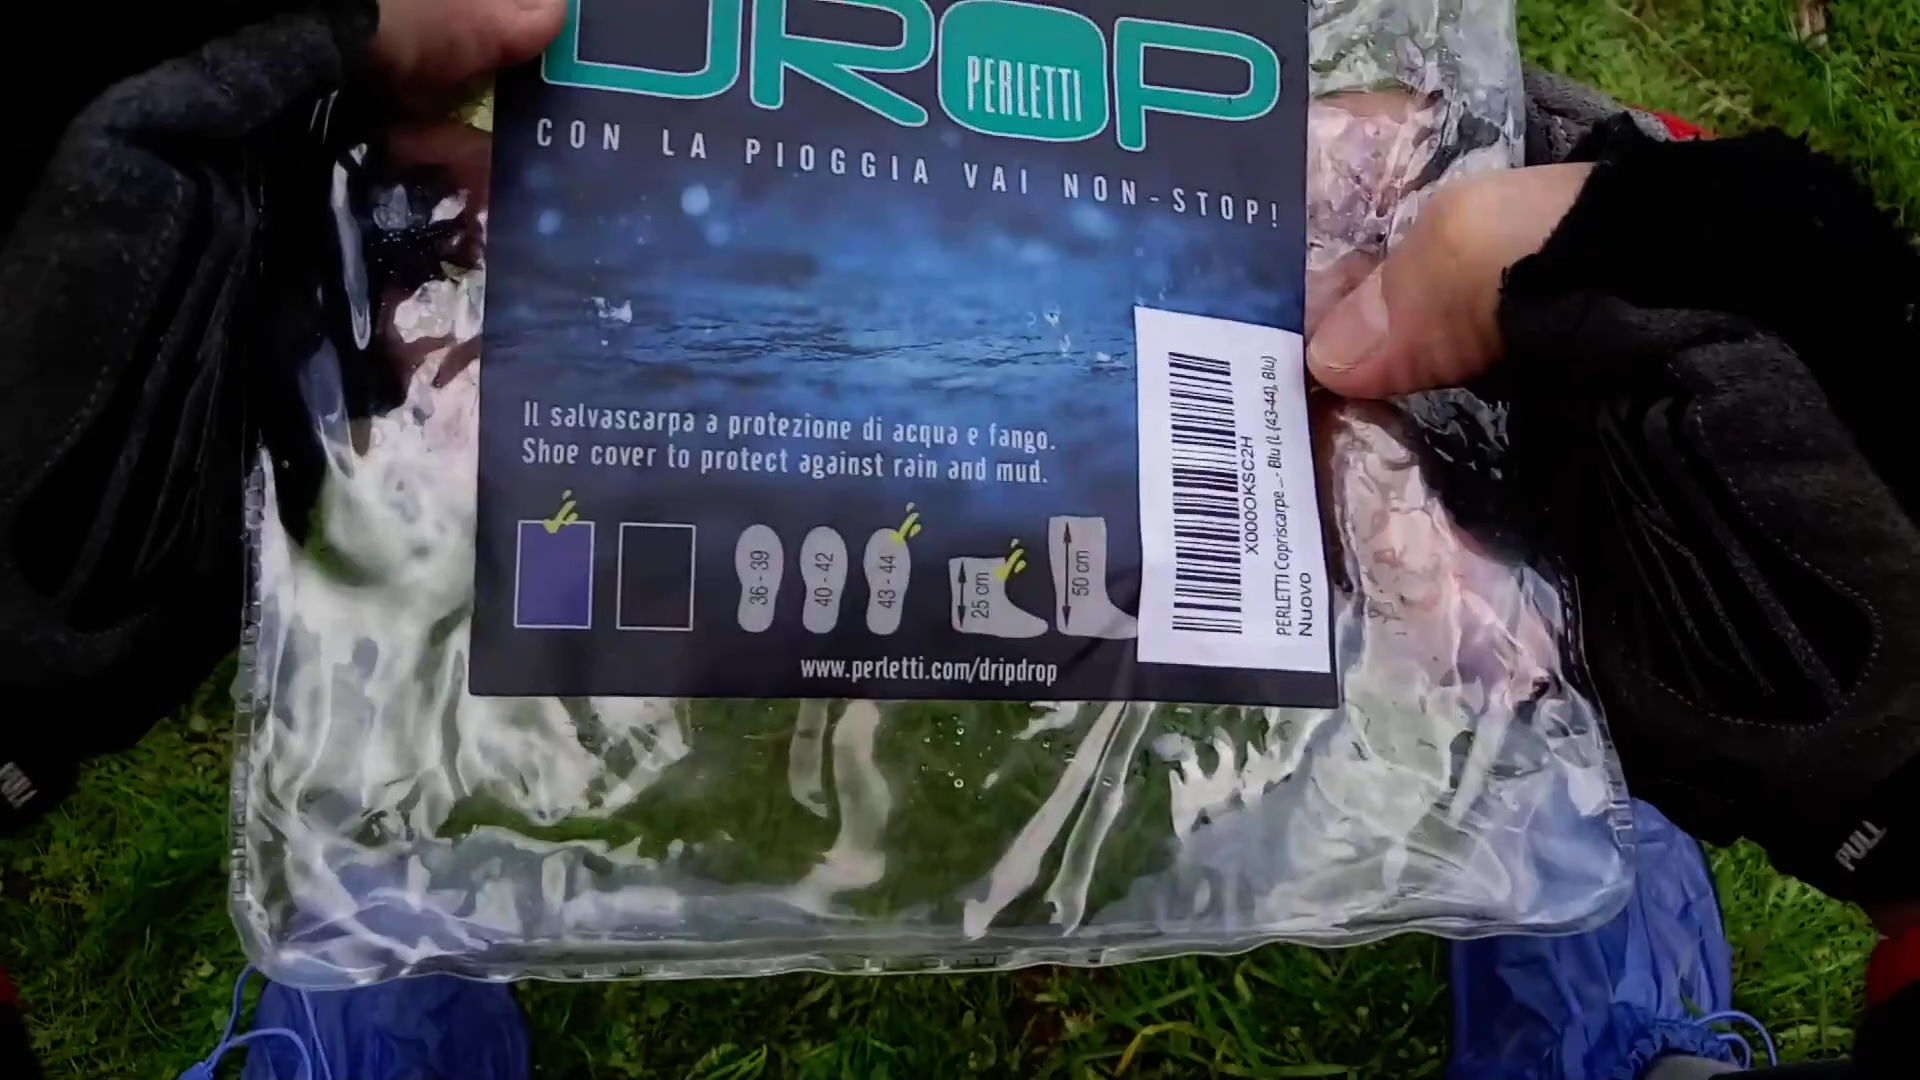 DROP
PERLETTI
CON LA PIOGGIA VAI NON-STOP!
Il salvascarpa a protezione di acqua e fango.
Shoe cover to protect against rain and mud.
36 - 39
40 - 42
43 - 44
25 cm
50 cm
www.perletti.com/dripdrop
X000OKSC2H
PERLETTI Copriscarpe ... - Blu (L (43-44), Blu)
Nuovo
PULL